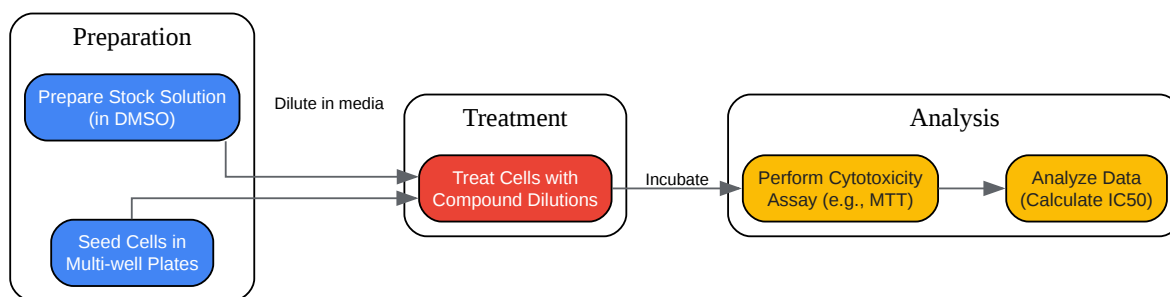 Preparation
Prepare Stock Solution
(in DMSO)
Seed Cells in
Multi-well Plates
Dilute in media
Treatment
Treat Cells with
Compound Dilutions
Incubate
Analysis
Perform Cytotoxicity
Assay (e.g., MTT)
Analyze Data
(Calculate IC50)